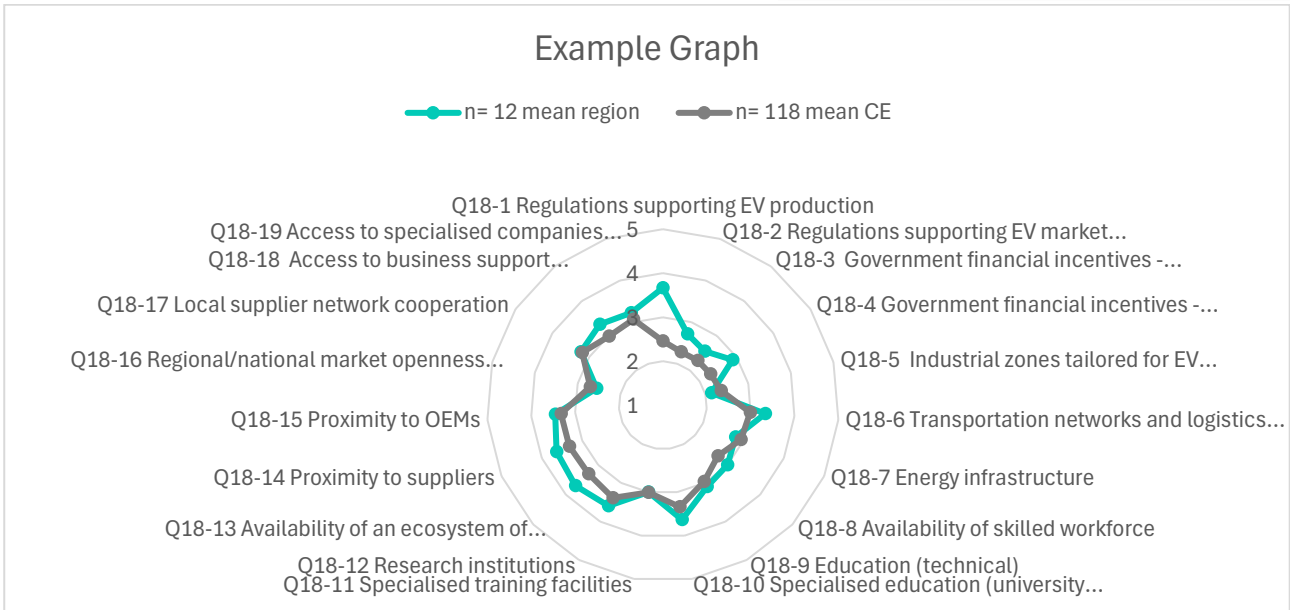 Example Graph
n= 12 mean region
n= 118 mean CE
Q18-1 Regulations supporting EV production
Q18-2 Regulations supporting EV market...
Q18-3  Government financial incentives -...
Q18-4 Government financial incentives -...
Q18-5  Industrial zones tailored for EV...
Q18-6 Transportation networks and logistics...
Q18-7 Energy infrastructure
Q18-8 Availability of skilled workforce
Q18-9 Education (technical)
Q18-10 Specialised education (university...
Q18-11 Specialised training facilities
Q18-12 Research institutions
Q18-13 Availability of an ecosystem of...
Q18-14 Proximity to suppliers
Q18-15 Proximity to OEMs
Q18-16 Regional/national market openness...
Q18-17 Local supplier network cooperation
Q18-18  Access to business support...
Q18-19 Access to specialised companies...
5
4
3
2
1